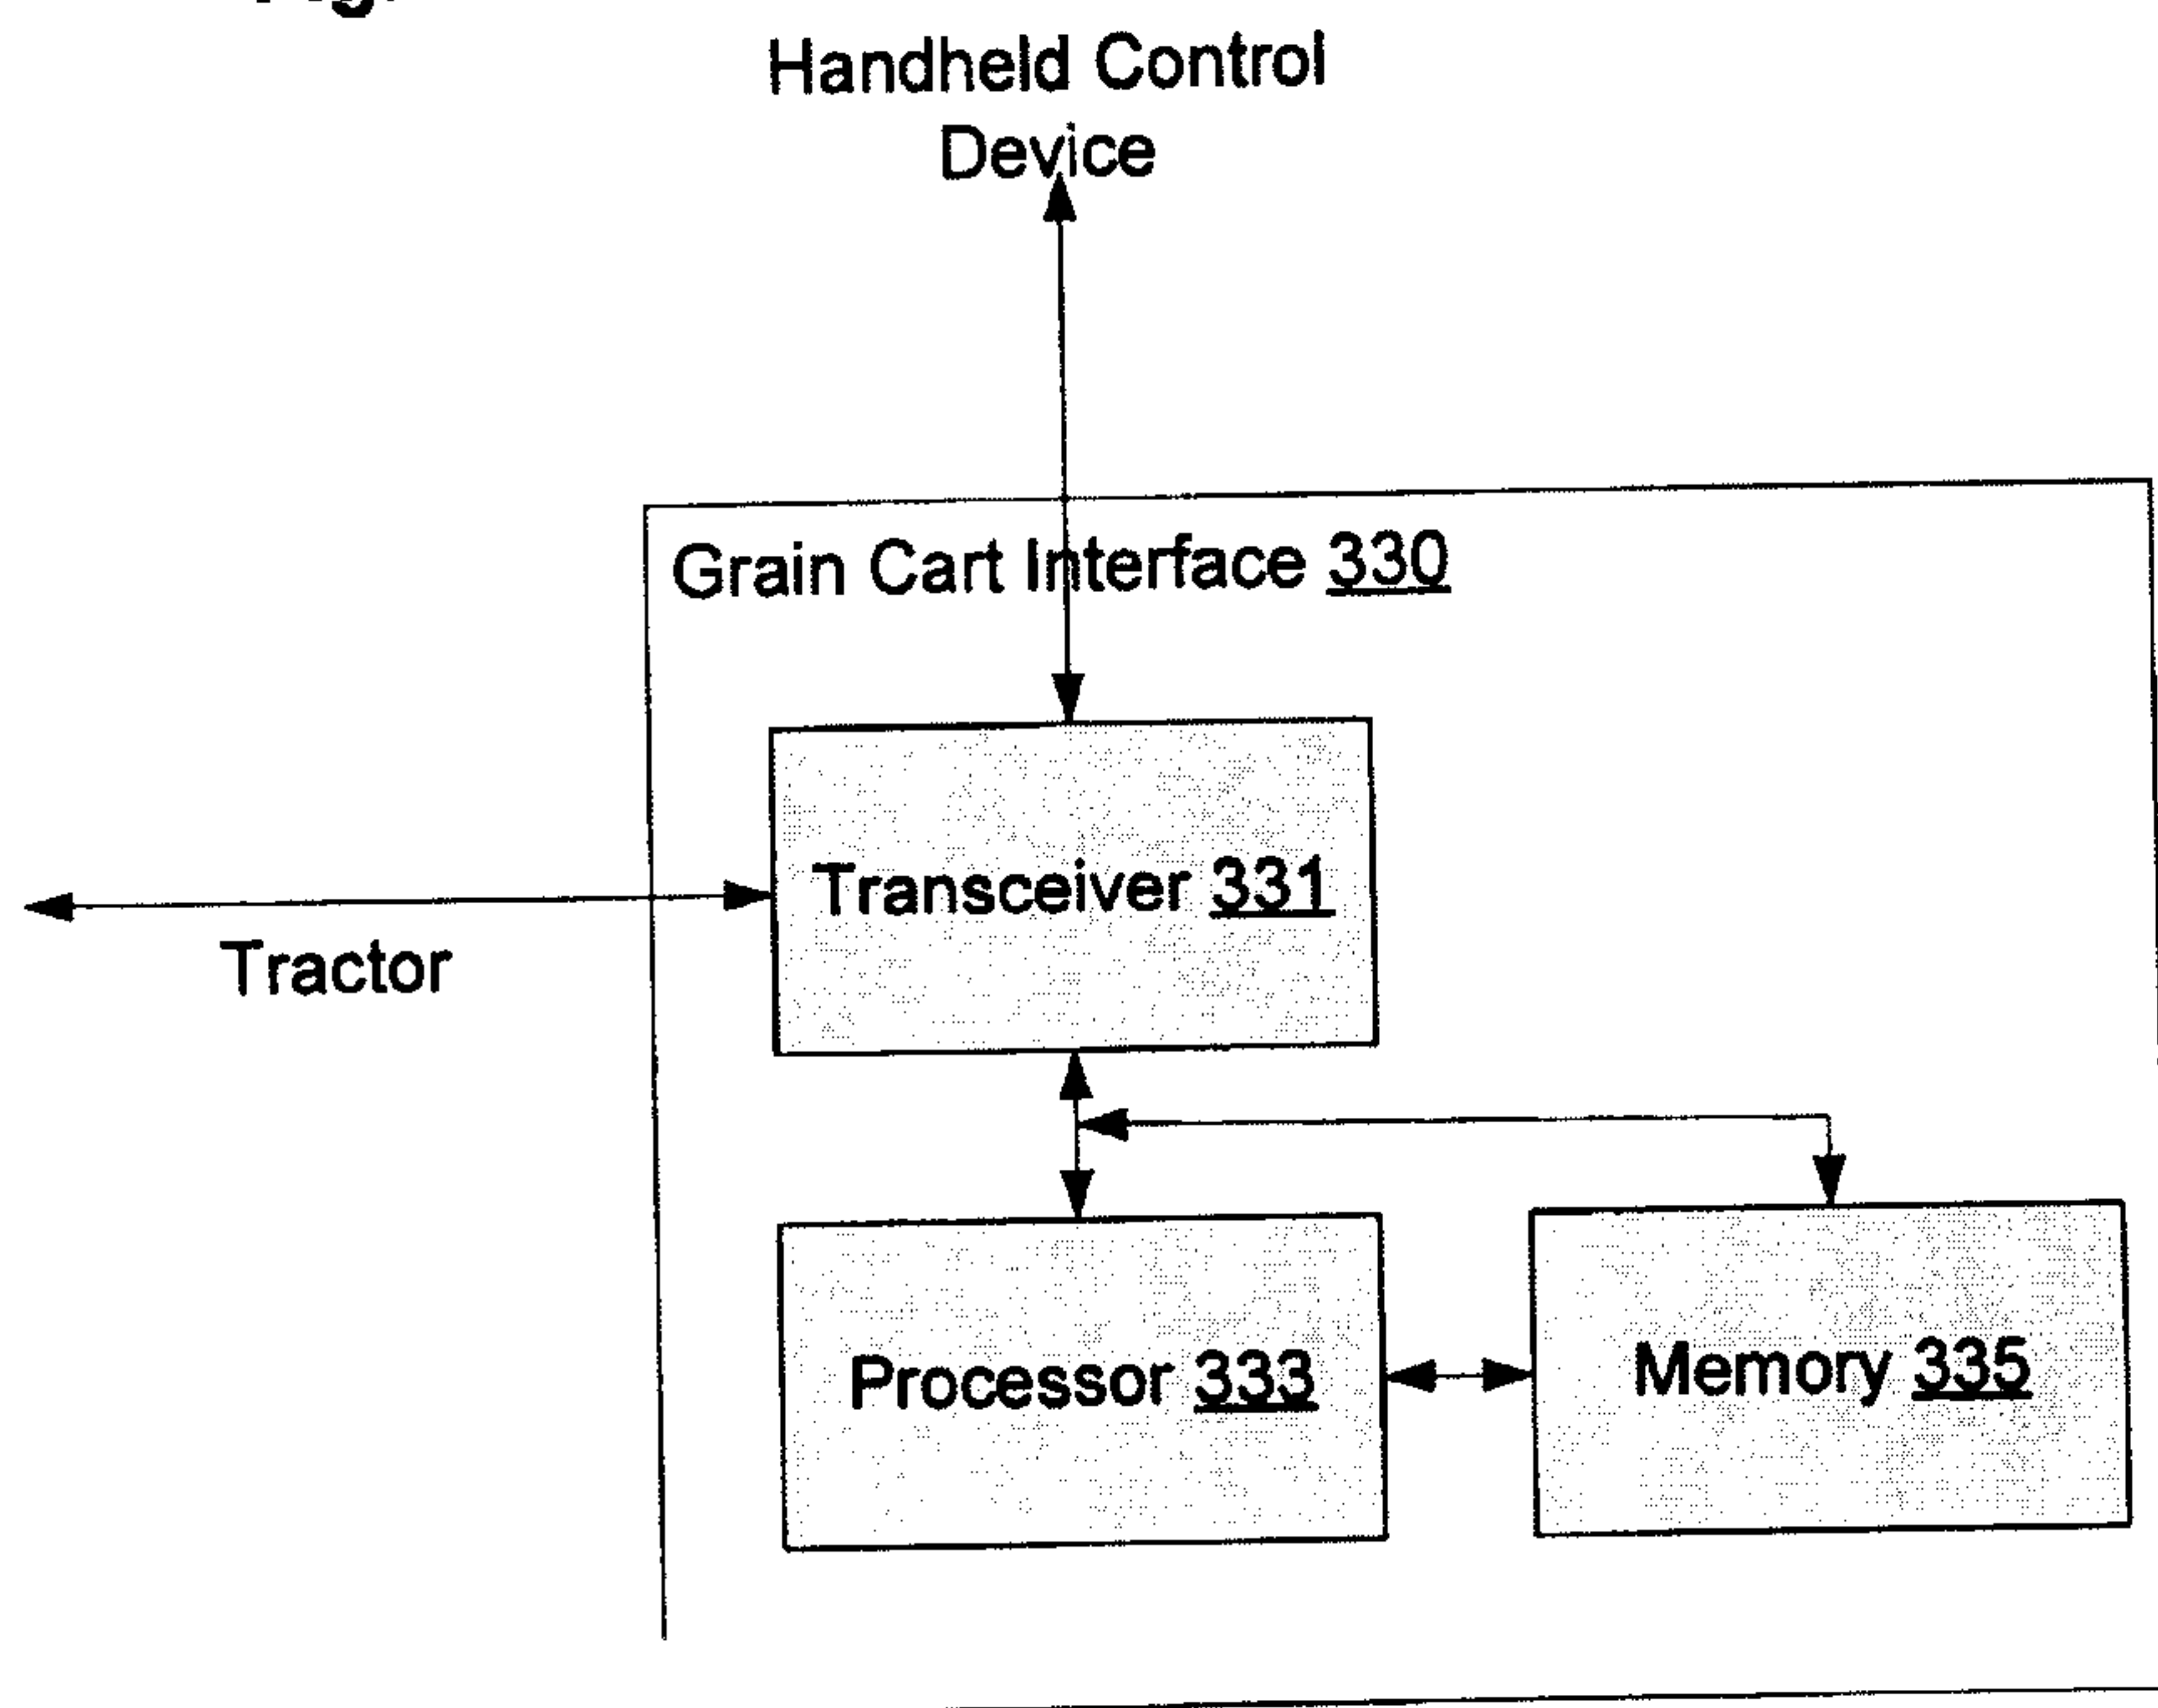 Handheld Control
Device
Grain Cart Interface 330
Transceiver 331
Tractor
Processor 333
Memory 335